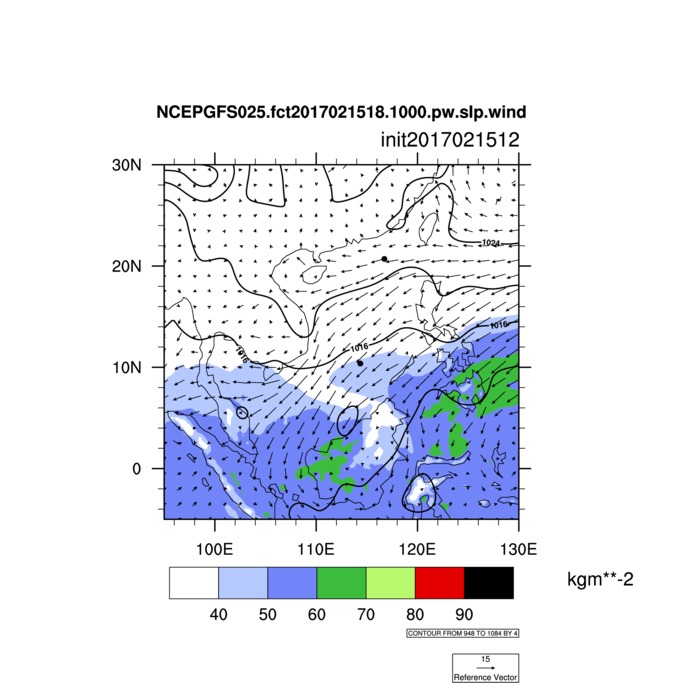 NCEPGFS025.fct2017021518.1000.pw.slp.wind
init2017021512
30N
1024
20N
1016
1016
1016
10N
0
100E 110E 120E 130E
kgm**-2
40 50 60 70 80 90
CONTOUR FROM 948 TO 1084 BY 4
15
Reference Vector